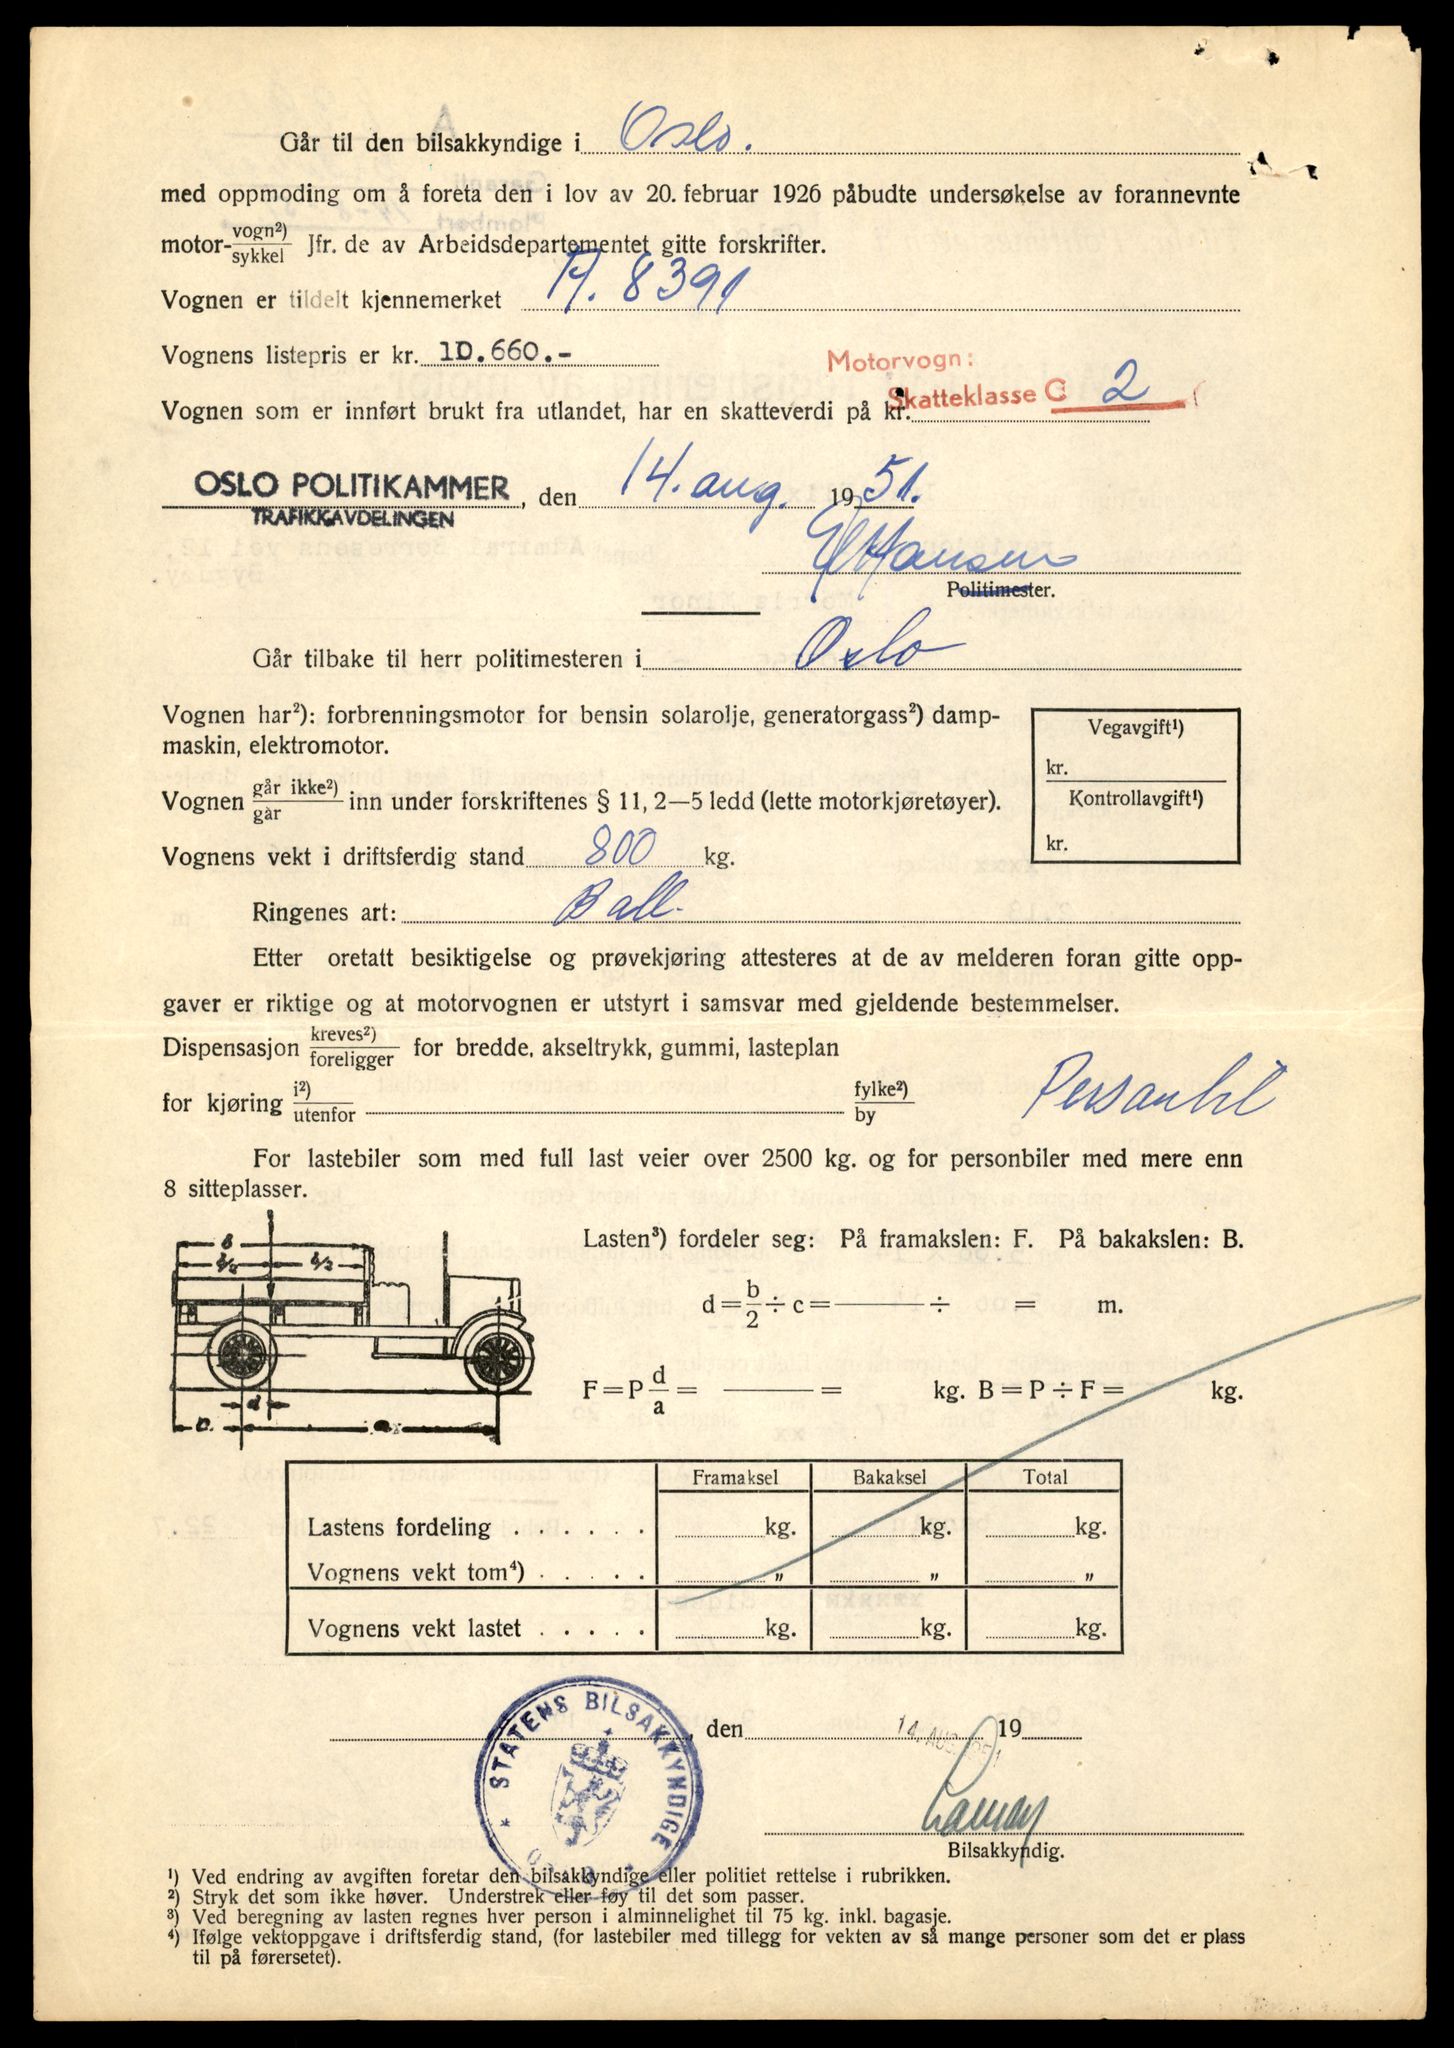 Går til den bilsakkyndige i Oslo.
med oppmoding om å foreta den i lov av 20. februar 1926 påbudte undersøkelse av forannevnte
motor- vogn²) / sykkel Jfr. de av Arbeidsdepartementet gitte forskrifter.
Vognen er tildelt kjennemerket A. 8391
Vognens listepris er kr. 10.660.-
Motorvogn:
Skatteklasse C 2
Vognen som er innført brukt fra utlandet, har en skatteverdi på kr.
OSLO POLITIKAMMER, den 14. aug. 1951.
TRAFIKKAVDELINGEN
Hansen
Politimester.
Går tilbake til herr politimesteren i Oslo
Vognen har²): forbrenningsmotor for bensin solarolje, generatorgass²) damp-
maskin, elektromotor.
Vegavgift¹)
kr.
Kontrollavgift¹)
kr.
Vognen går ikke²) / går inn under forskriftenes § 11, 2—5 ledd (lette motorkjøretøyer).
Vognens vekt i driftsferdig stand 800 kg.
Ringenes art: Ball.
Etter oretatt besiktigelse og prøvekjøring attesteres at de av melderen foran gitte opp-
gaver er riktige og at motorvognen er utstyrt i samsvar med gjeldende bestemmelser.
Dispensasjon kreves²) / foreligger for bredde, akseltrykk, gummi, lasteplan
for kjøring i²) / utenfor fylke²) / by Personbil
For lastebiler som med full last veier over 2500 kg. og for personbiler med mere enn
8 sitteplasser.
Lasten³) fordeler seg: På framakslen: F. På bakakslen: B.
d = b/2 ÷ c = ÷ = m.
F = P d/a = = kg. B = P ÷ F = kg.
Framaksel Bakaksel Total
Lastens fordeling . . . . . . kg. kg. kg.
Vognens vekt tom⁴) . . . . . „ „ „
Vognens vekt lastet . . . . . kg. kg. kg.
STATENS BILSAKKYNDIGE
OSLO
, den 14. AUG. 1951 19
Bilsakkyndig.
¹) Ved endring av avgiften foretar den bilsakkyndige eller politiet rettelse i rubrikken.
²) Stryk det som ikke høver. Understrek eller føy til det som passer.
³) Ved beregning av lasten regnes hver person i alminnelighet til 75 kg. inkl. bagasje.
⁴) Ifølge vektoppgave i driftsferdig stand, (for lastebiler med tillegg for vekten av så mange personer som det er plass
til på førersetet).